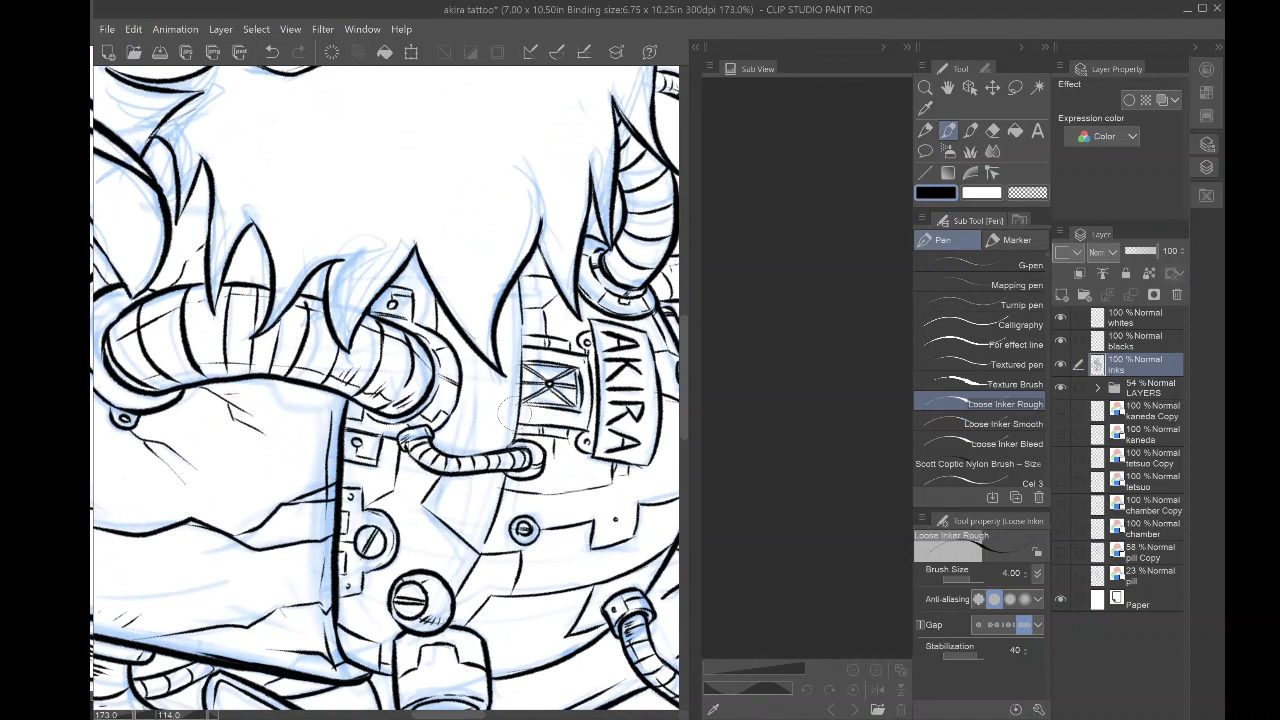 akira tattoo* (7.00 x 10.50in Binding size:6.75 x 10.25in 300dpi 173.0%) - CLIP STUDIO PAINT PRO
File Edit Animation Layer Select View Filter Window Help
Sub View
Tool
Layer Property
Effect
Expression color
Color
Sub Tool [Pen]
Pen
Marker
G-pen
Mapping pen
Turnip pen
Calligraphy
For effect line
Textured pen
Texture Brush
Loose Inker Rough
Loose Inker Smooth
Loose Inker Bleed
Scott Coptic Nylon Brush – Size
Cel 3
Tool property [Loose Inker
Loose Inker Rough
Brush Size 4.00
Anti-aliasing
Gap
Stabilization 40
Layer
100
100 %Normal
whites
100 %Normal
blacks
100 %Normal
inks
54 %Normal
LAYERS
100 %Normal
kaneda Copy
100 %Normal
kaneda
100 %Normal
tetsuo Copy
100 %Normal
tetsuo
100 %Normal
chamber Copy
100 %Normal
chamber
58 %Normal
pill Copy
23 %Normal
pill
Paper
AKIRA
173.0
114.0